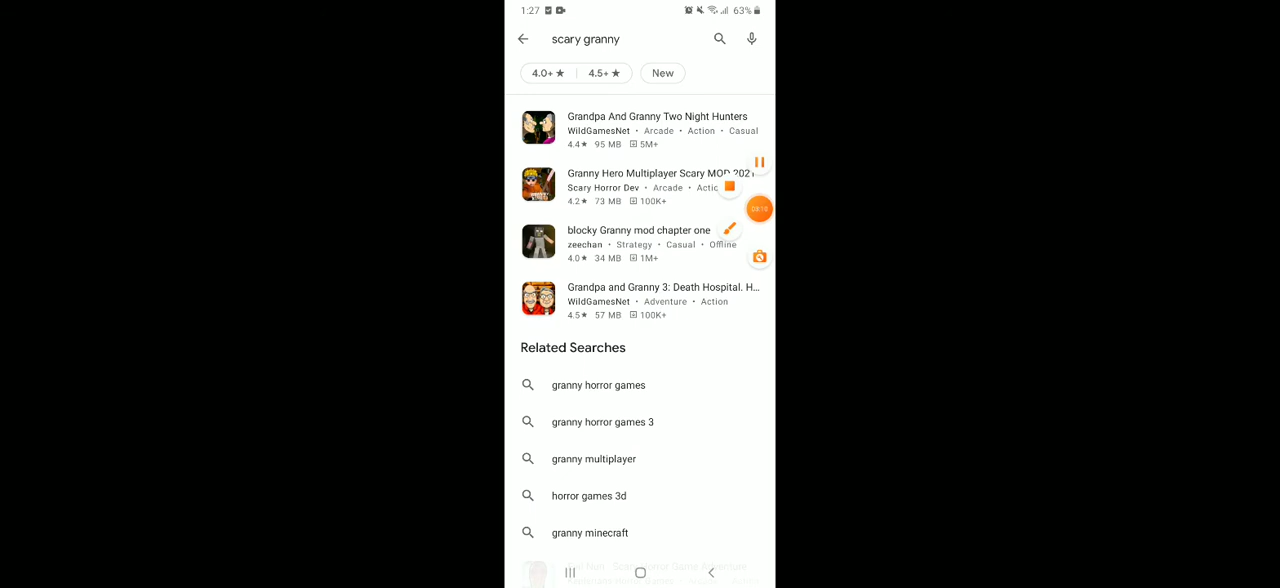 1:27 63%
scary granny
4.0+ ★ 4.5+ ★ New
Grandpa And Granny Two Night Hunters
WildGamesNet • Arcade • Action • Casual
4.4★ 95 MB 5M+
Granny Hero Multiplayer Scary MOD 2021
Scary Horror Dev • Arcade • Actio
4.2★ 73 MB 100K+
03:10
blocky Granny mod chapter one
zeechan • Strategy • Casual • Offline
4.0★ 34 MB 1M+
Grandpa and Granny 3: Death Hospital. H...
WildGamesNet • Adventure • Action
4.5★ 57 MB 100K+
Related Searches
granny horror games
granny horror games 3
granny multiplayer
horror games 3d
granny minecraft